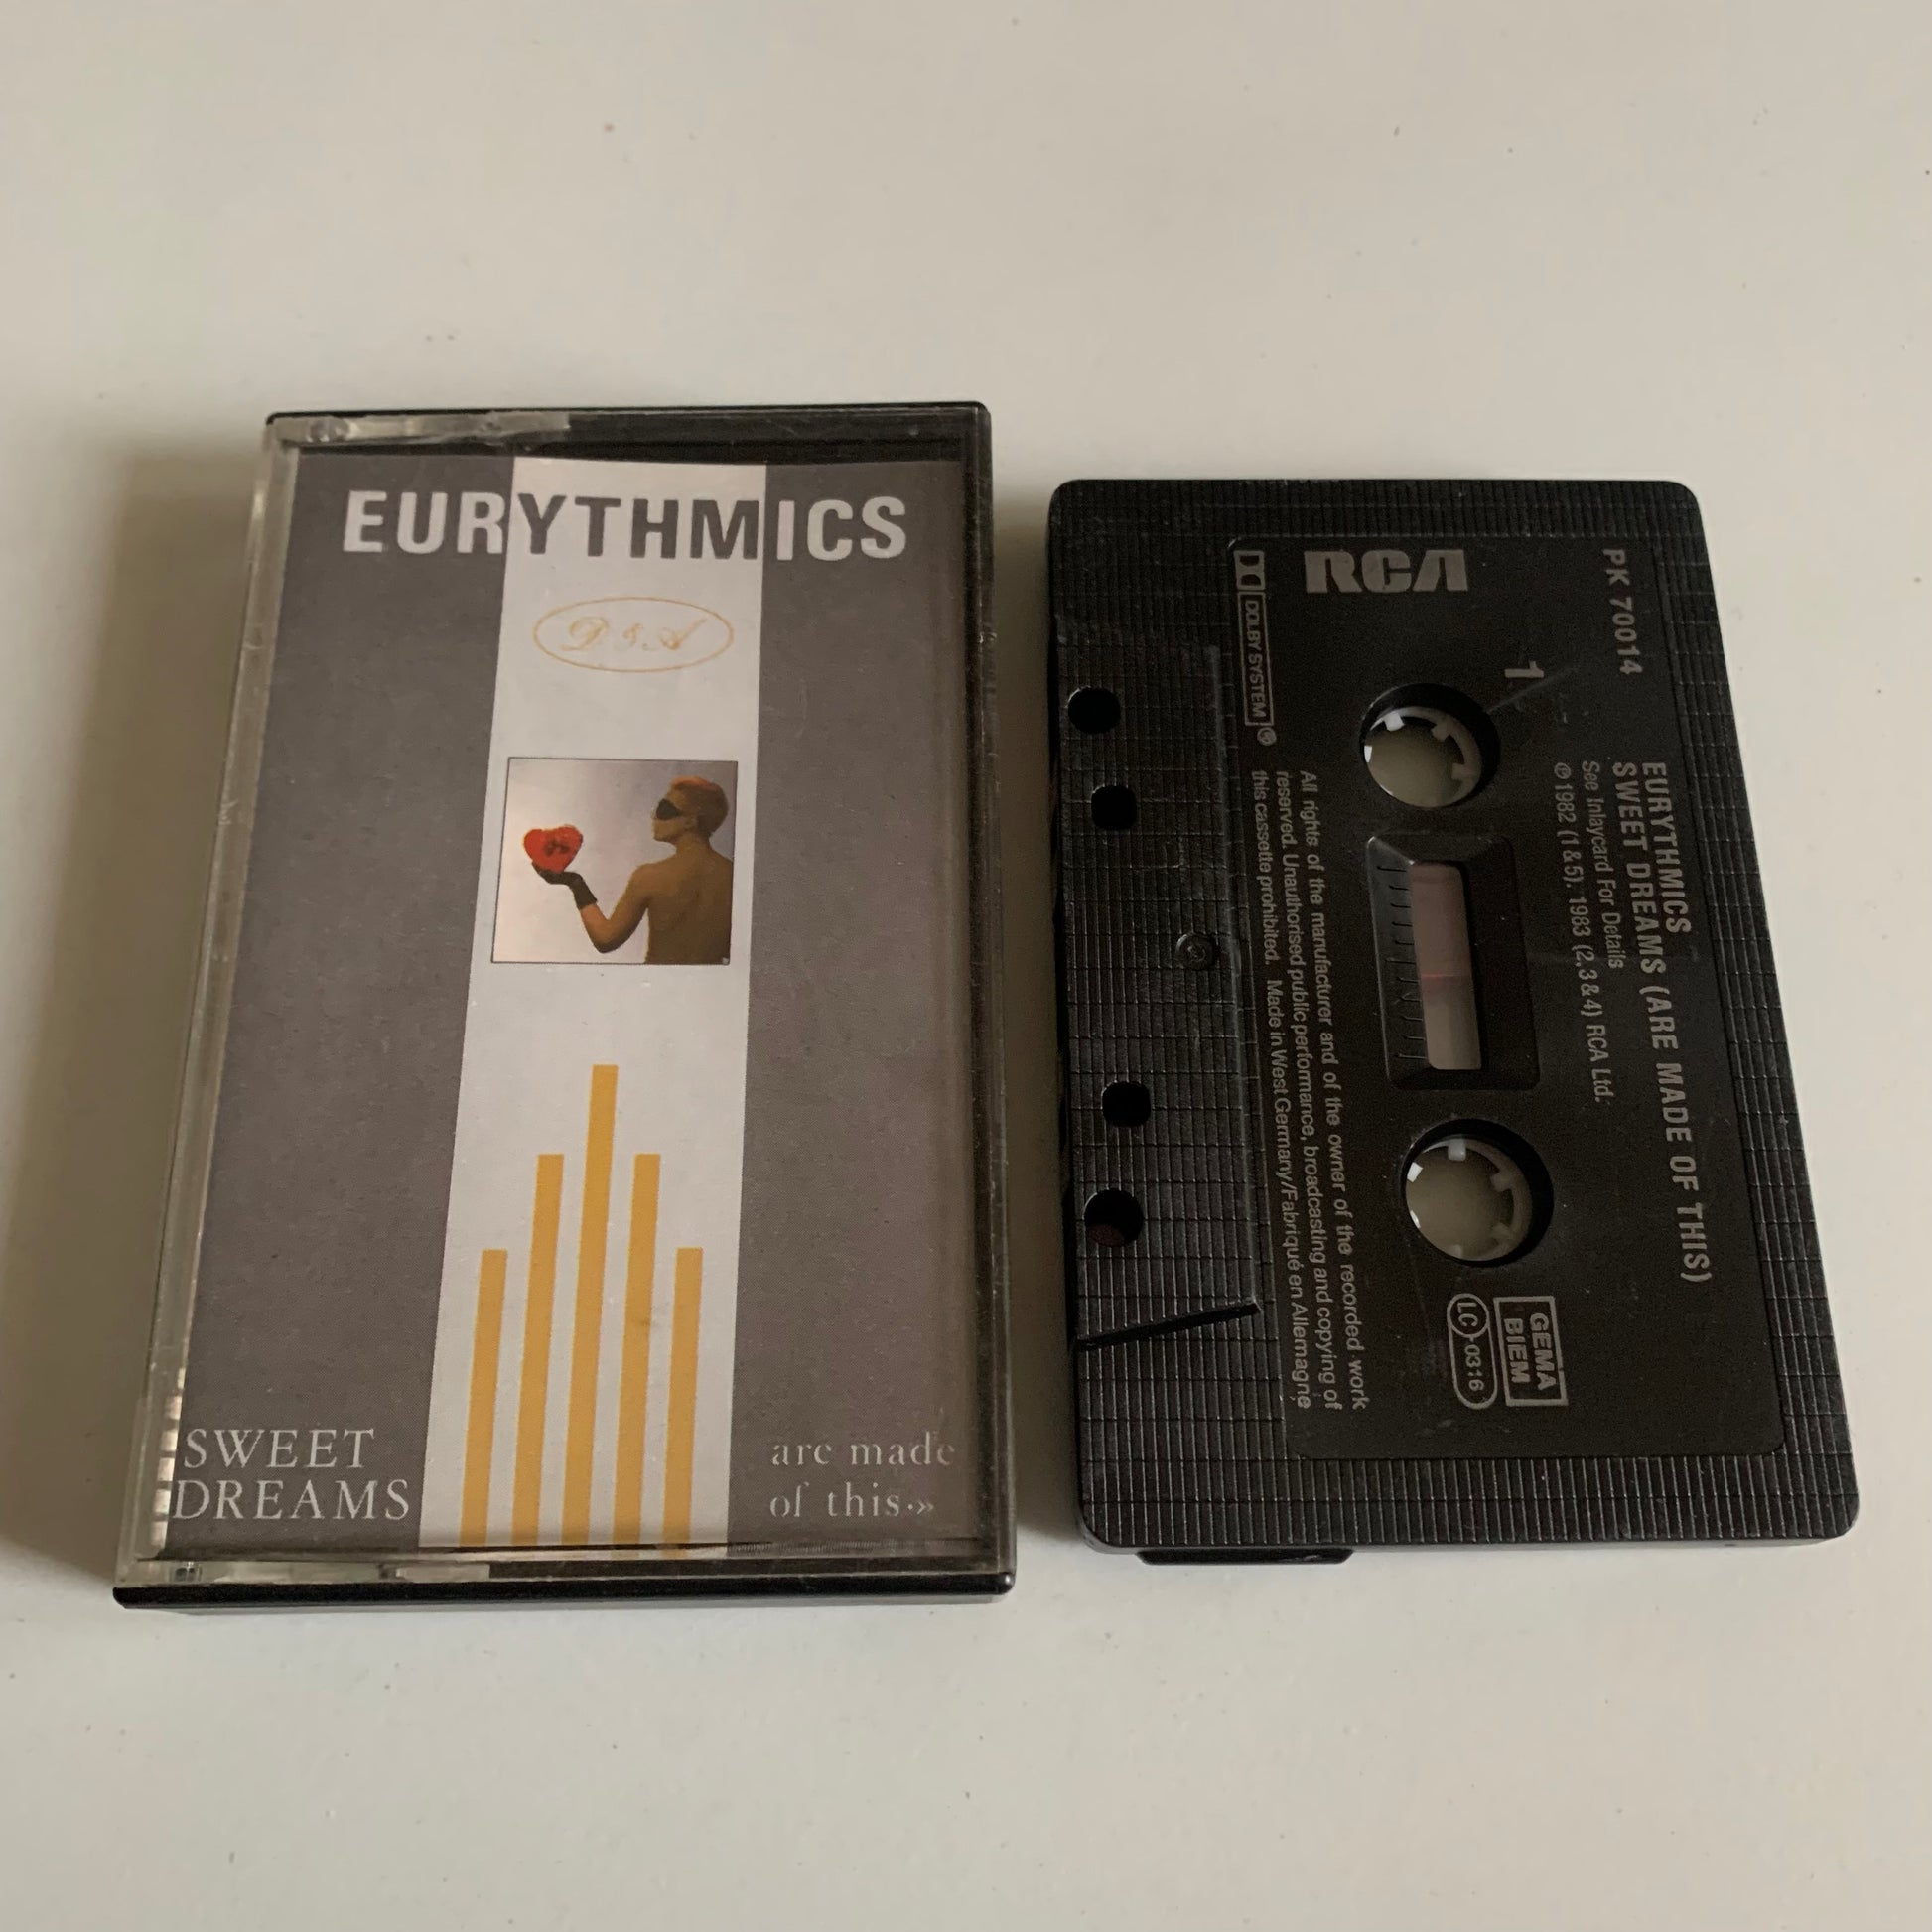 EURYTHMICS
D & A
SWEET
DREAMS
are made
of this·»
PK 70014
EURYTHMICS
SWEET DREAMS (ARE MADE OF THIS)
See Inlaycard For Details
℗ 1982 (1 & 5). 1983 (2, 3 & 4) RCA Ltd.
1
RCA
GEMA
BIEM
LC 0316
All rights of the manufacturer and of the owner of the recorded work
reserved. Unauthorised public performance, broadcasting and copying of
this cassette prohibited. Made in West Germany/Fabriqué en Allemagne
DOLBY SYSTEM ®